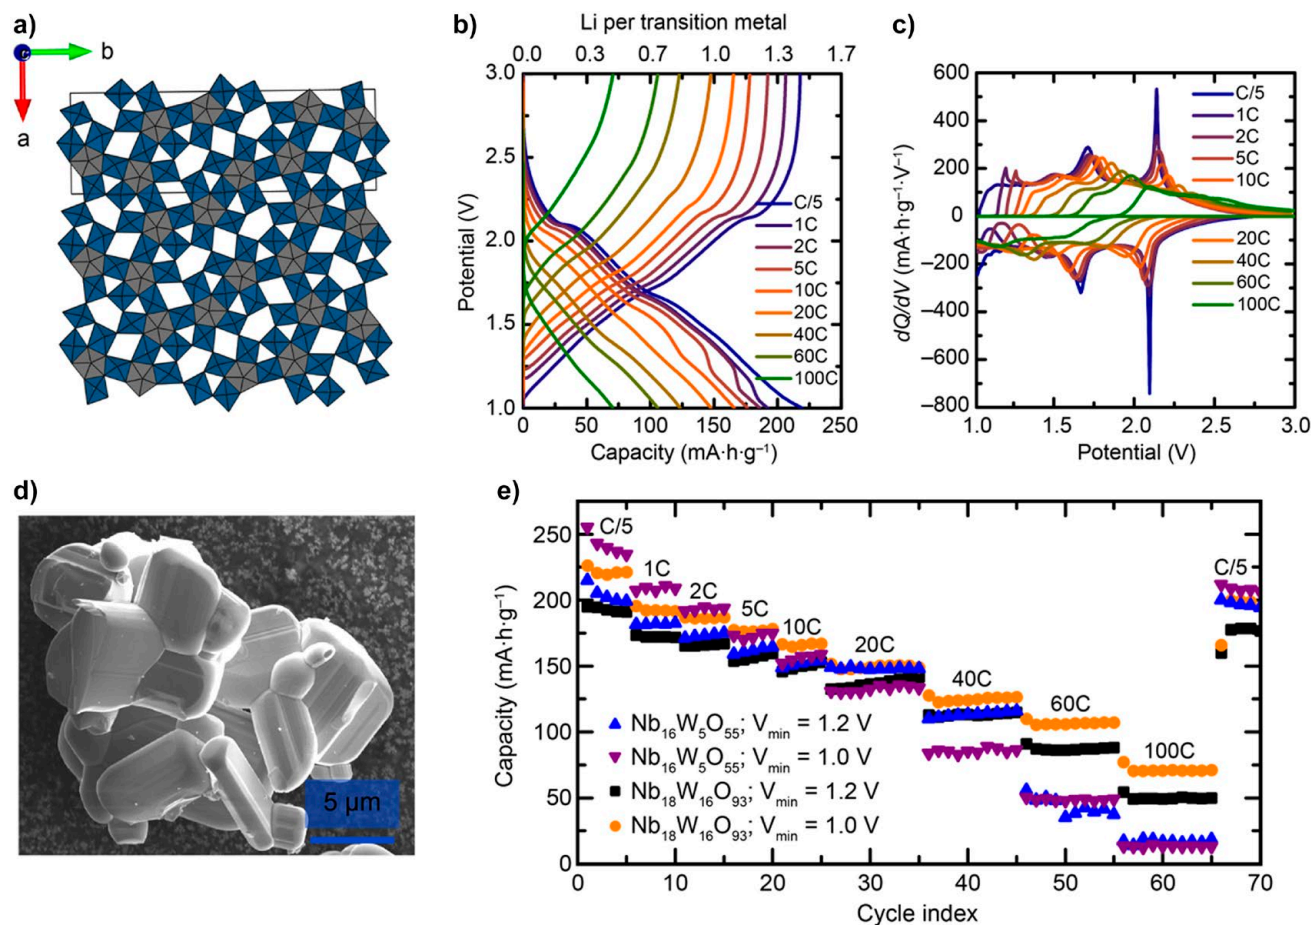 a)
b
a
b)
Li per transition metal
0.0 0.3 0.7 1.0 1.3 1.7
3.0
2.5
2.0
1.5
1.0
Potential (V)
C/5
1C
2C
5C
10C
20C
40C
60C
100C
0 50 100 150 200 250
Capacity (mA·h·g⁻¹)
c)
600
400
200
0
−200
−400
−600
−800
dQ/dV (mA·h·g⁻¹·V⁻¹)
C/5
1C
2C
5C
10C
20C
40C
60C
100C
1.0 1.5 2.0 2.5 3.0
Potential (V)
d)
5 µm
e)
250
200
150
100
50
0
Capacity (mA·h·g⁻¹)
C/5
1C
2C
5C
10C
20C
40C
60C
100C
C/5
Nb₁₆W₅O₅₅; Vmin = 1.2 V
Nb₁₆W₅O₅₅; Vmin = 1.0 V
Nb₁₈W₁₆O₉₃; Vmin = 1.2 V
Nb₁₈W₁₆O₉₃; Vmin = 1.0 V
0 10 20 30 40 50 60 70
Cycle index